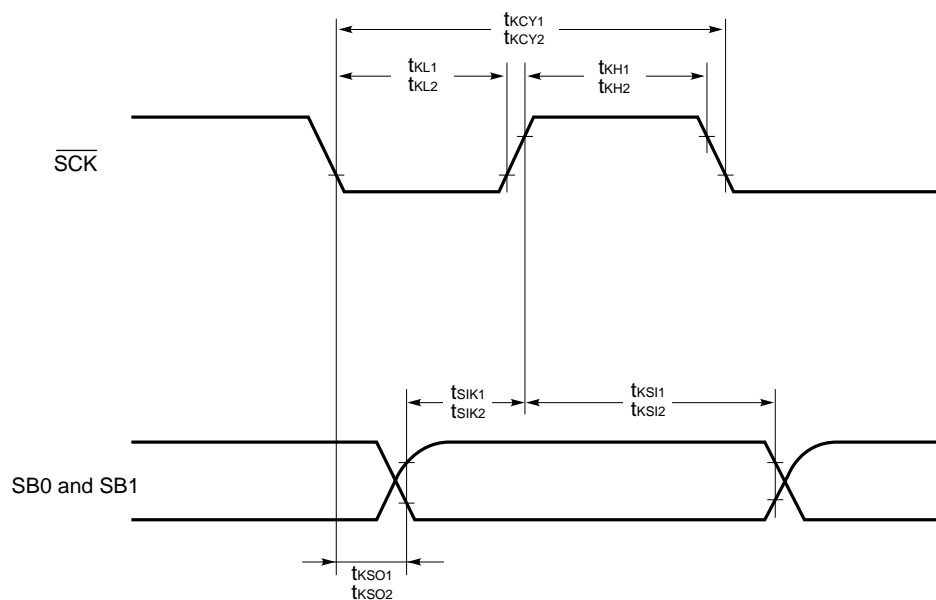 tKCY1
tKCY2
tKL1
tKL2
tKH1
tKH2
SCK
tSIK1
tSIK2
tKSI1
tKSI2
SB0 and SB1
tKSO1
tKSO2